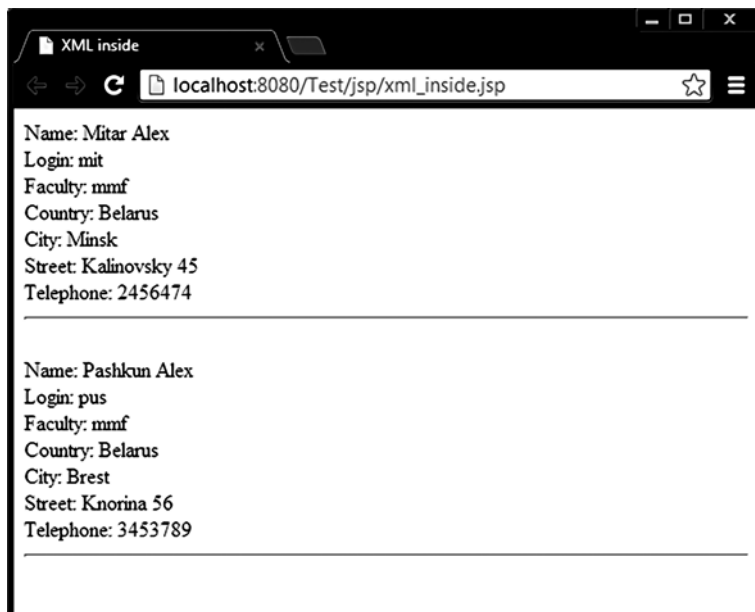 XML inside
localhost:8080/Test/jsp/xml_inside.jsp
Name: Mitar Alex
Login: mit
Faculty: mmf
Country: Belarus
City: Minsk
Street: Kalinovsky 45
Telephone: 2456474
Name: Pashkun Alex
Login: pus
Faculty: mmf
Country: Belarus
City: Brest
Street: Knorina 56
Telephone: 3453789